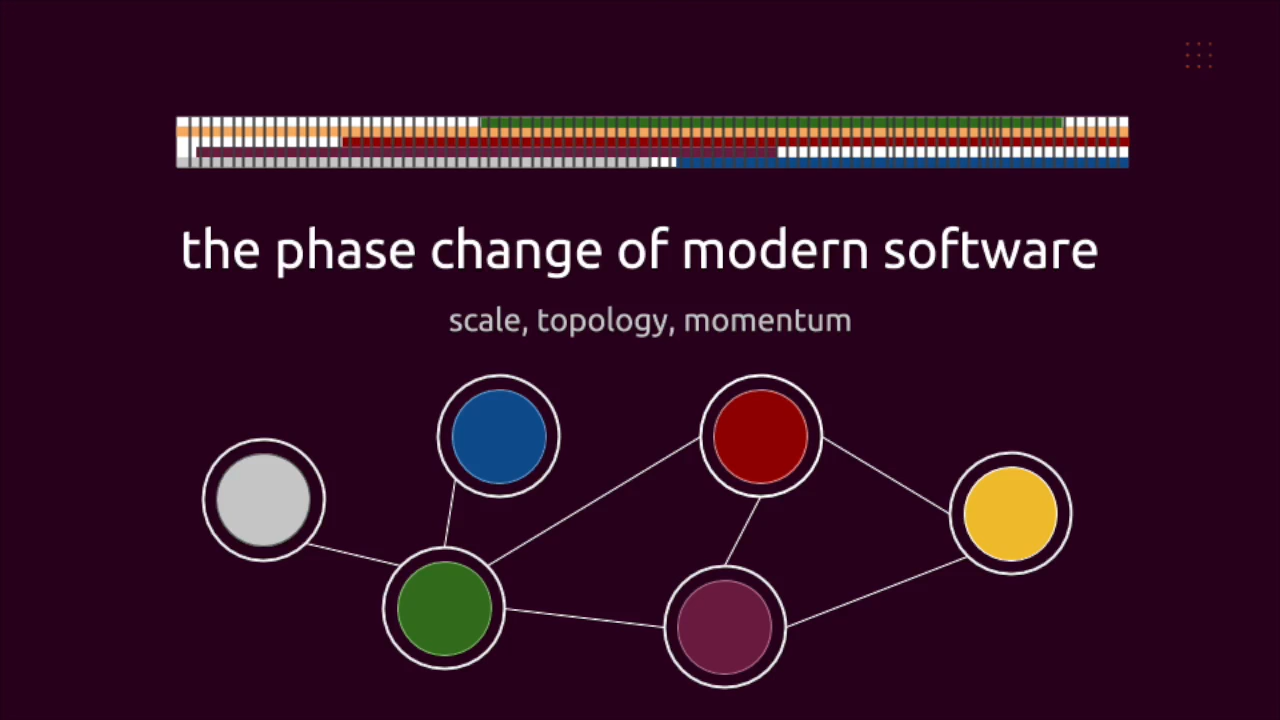 the phase change of modern software
scale, topology, momentum